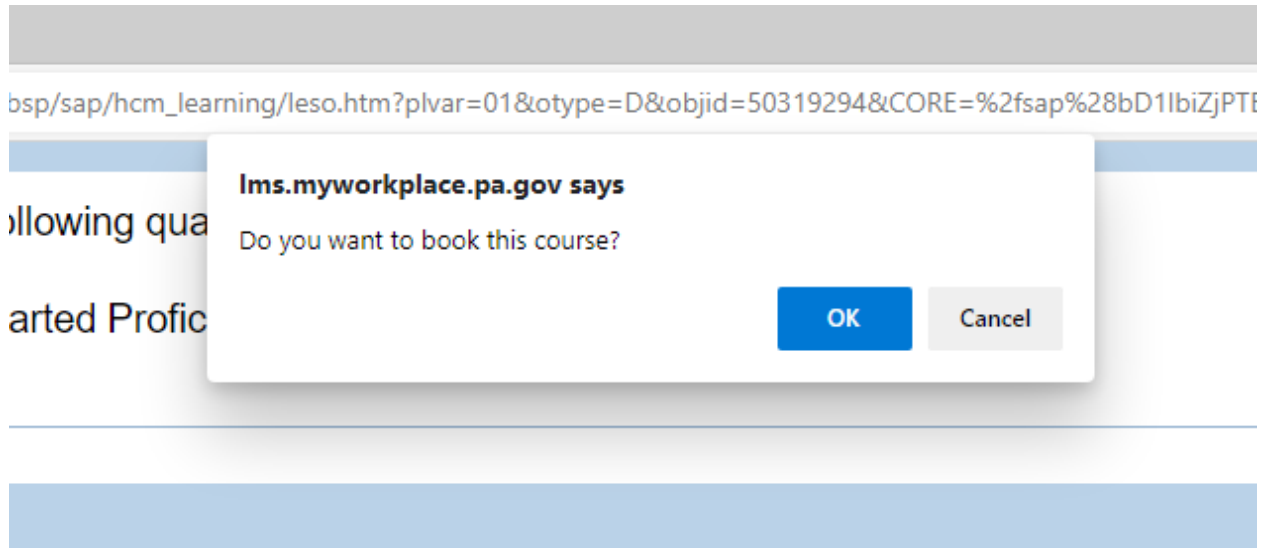 bsp/sap/hcm_learning/leso.htm?plvar=01&otype=D&objid=50319294&CORE=%2fsap%28bD1lbiZjPTE
lms.myworkplace.pa.gov says
ollowing qua
Do you want to book this course?
arted Profic
OK Cancel